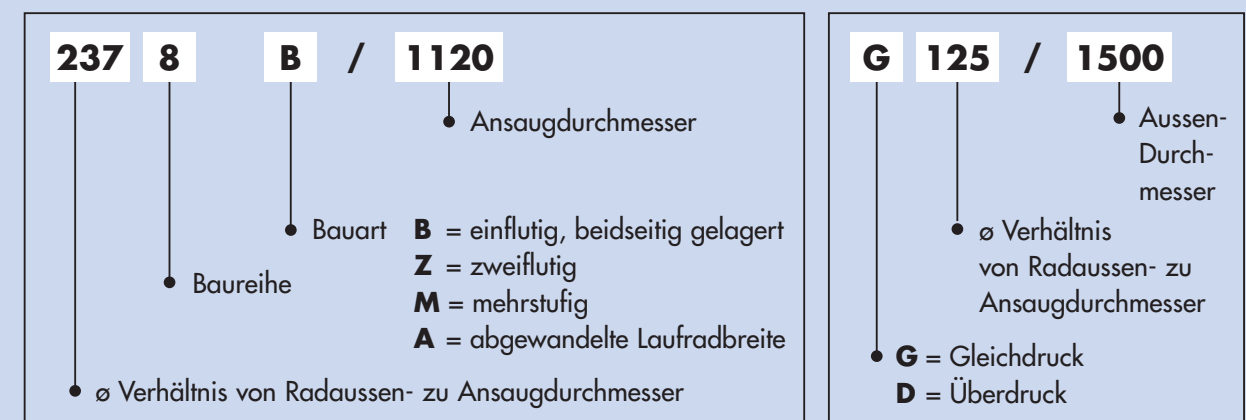 237 8 B / 1120
Ansaugdurchmesser
Bauart B = einflutig, beidseitig gelagert
Z = zweiflutig
Baureihe
M = mehrstufig
A = abgewandelte Laufradbreite
ø Verhältnis von Radaussen- zu Ansaugdurchmesser
G 125 / 1500
Aussen-
Durch-
messer
ø Verhältnis
von Radaussen- zu
Ansaugdurchmesser
G = Gleichdruck
D = Überdruck